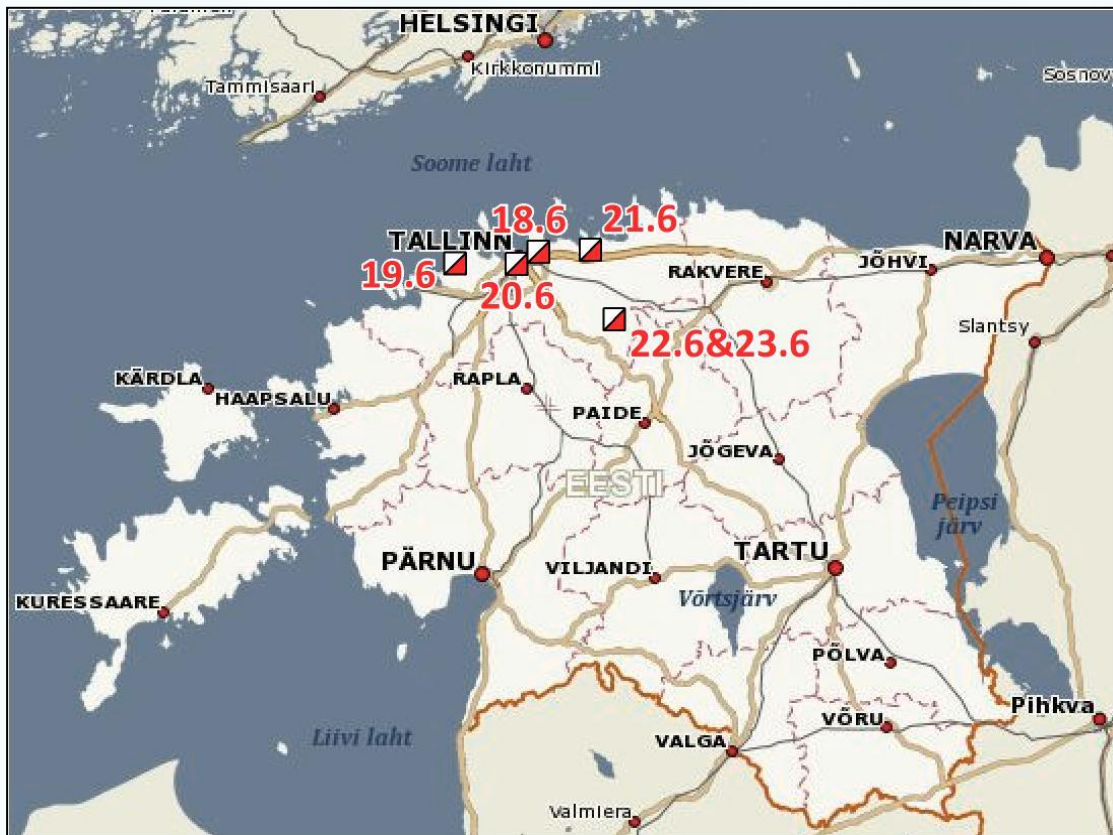 HELSINGI
Kirkkonummi
Tammisaari
Sosnov
Soome laht
18.6
21.6
TALLINN
NARVA
19.6
20.6
RAKVERE
JÕHVI
22.6&23.6
Slantsy
KÄRDLA
HAAPSALU
RAPLA
PAIDE
JÕGEVA
EESTI
Peipsi
järv
PÄRNU
VILJANDI
TARTU
KURESSAARE
Võrtsjärv
PÕLVA
Pihkva
VÕRU
Liivi laht
VALGA
Valmiera